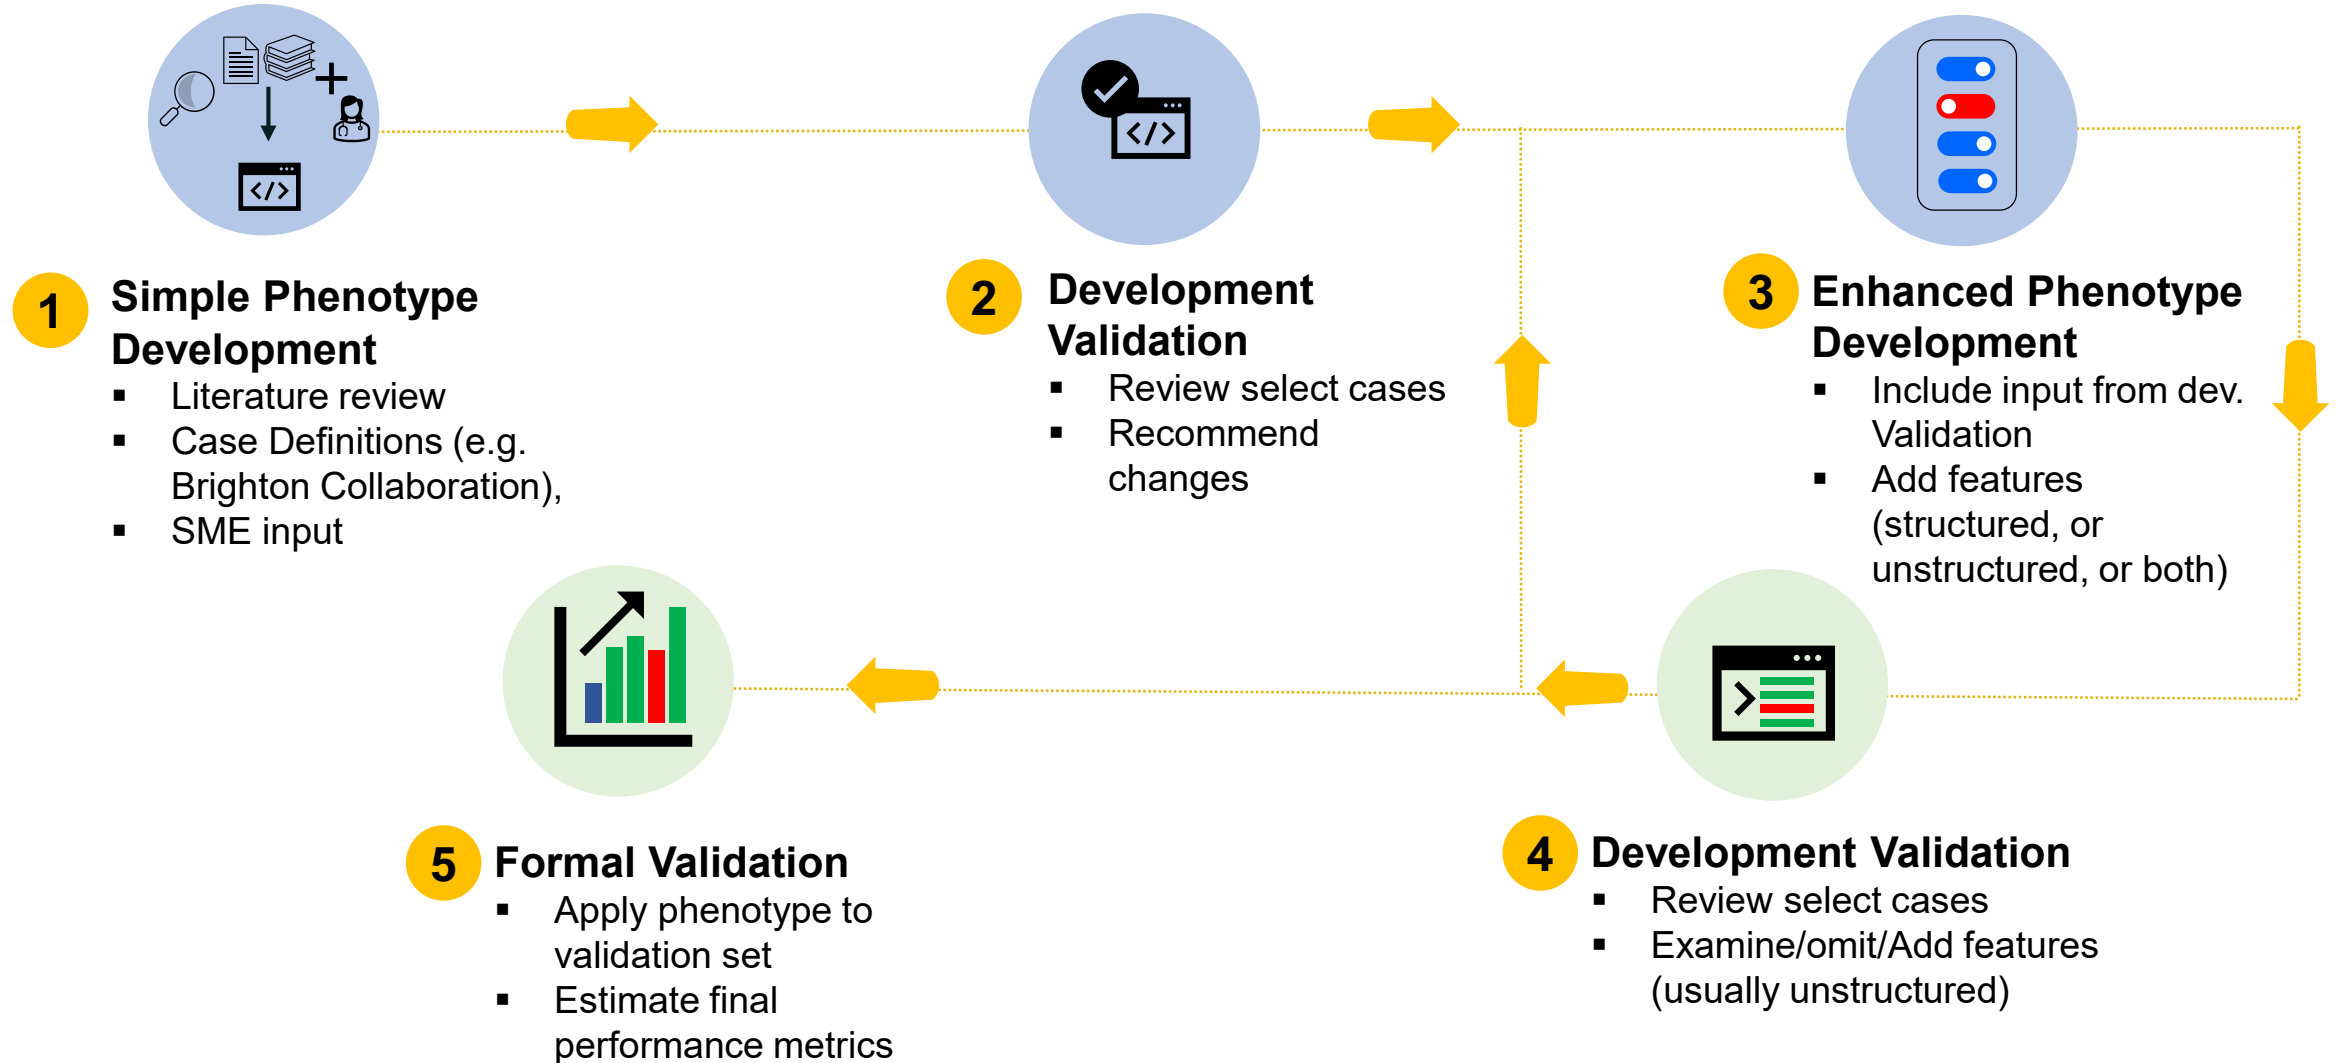 1
Simple Phenotype
Development
▪ Literature review
▪ Case Definitions (e.g.
Brighton Collaboration),
▪ SME input
2
Development
Validation
▪ Review select cases
▪ Recommend
changes
3
Enhanced Phenotype
Development
▪ Include input from dev.
Validation
▪ Add features
(structured, or
unstructured, or both)
4
Development Validation
▪ Review select cases
▪ Examine/omit/Add features
(usually unstructured)
5
Formal Validation
▪ Apply phenotype to
validation set
▪ Estimate final
performance metrics